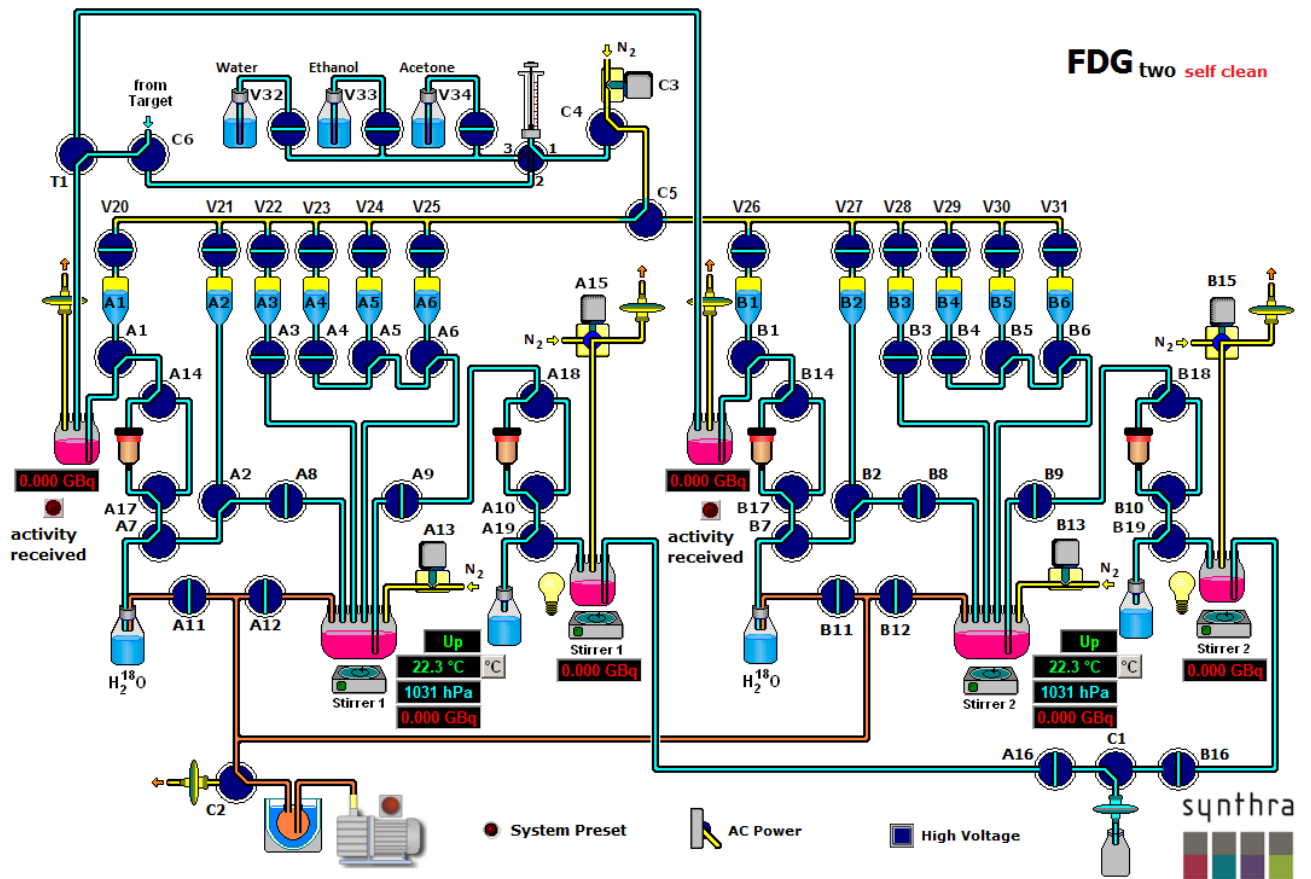 FDG two self clean
N₂
C3
Water
Ethanol
Acetone
from
Target
V32
V33
V34
C4
C6
3
1
2
T1
C5
V20
V21
V22
V23
V24
V25
V26
V27
V28
V29
V30
V31
A1
A2
A3
A4
A5
A6
A15
B1
B2
B3
B4
B5
B6
B15
A1
A3
A4
A5
A6
N₂
B1
B3
B4
B5
B6
N₂
A14
A18
B14
B18
0.000 GBq
A2
A8
A9
0.000 GBq
B2
B8
B9
activity
received
A17
A7
A10
A19
activity
received
B17
B7
B10
B19
A13
N₂
B13
N₂
A11
A12
B11
B12
H₂¹⁸O
Up
22.3 °C
°C
1031 hPa
0.000 GBq
Stirrer 1
Stirrer 1
0.000 GBq
H₂¹⁸O
Up
22.3 °C
°C
1031 hPa
0.000 GBq
Stirrer 2
Stirrer 2
0.000 GBq
A16
C1
B16
C2
System Preset
AC Power
High Voltage
synthra